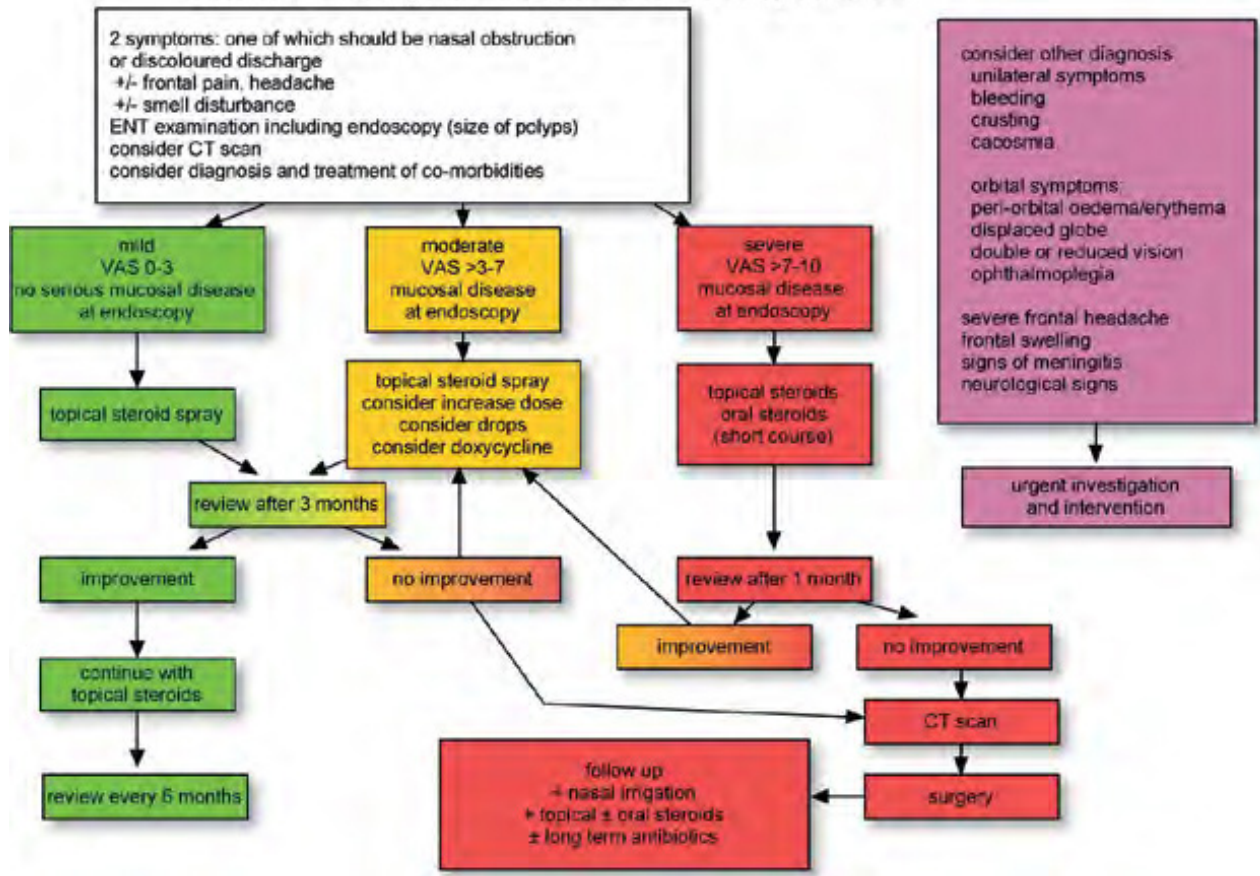 2 symptoms: one of which should be nasal obstruction
or discoloured discharge
+/- frontal pain, headache
+/- smell disturbance
ENT examination including endoscopy (size of polyps)
consider CT scan
consider diagnosis and treatment of co-morbidities
mild
VAS 0-3
no serious mucosal disease
at endoscopy
moderate
VAS >3-7
mucosal disease
at endoscopy
severe
VAS >7-10
mucosal disease
at endoscopy
topical steroid spray
topical steroid spray
consider increase dose
consider drops
consider doxycycline
topical steroids
oral steroids
(short course)
review after 3 months
improvement
no improvement
review after 1 month
improvement
no improvement
continue with
topical steroids
CT scan
review every 6 months
surgery
follow up
+ nasal irrigation
+ topical ± oral steroids
± long term antibiotics
consider other diagnosis
unilateral symptoms
bleeding
crusting
cacosmia
orbital symptoms
peri-orbital oedema/erythema
displaced globe
double or reduced vision
ophthalmoplegia
severe frontal headache
frontal swelling
signs of meningitis
neurological signs
urgent investigation
and intervention